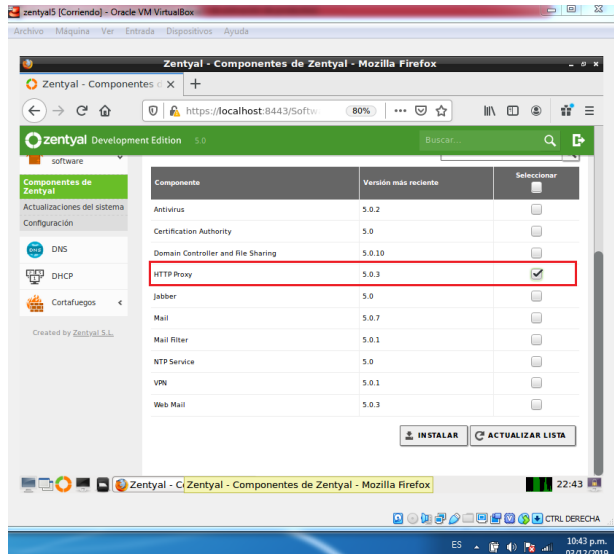 zentyal5 [Corriendo] - Oracle VM VirtualBox
Archivo Máquina Ver Entrada Dispositivos Ayuda
Zentyal - Componentes de Zentyal - Mozilla Firefox
Zentyal - Componentes d
https://localhost:8443/Softw
80%
zentyal Development Edition 5.0
Buscar...
software
Componentes de Zentyal
Actualizaciones del sistema
Configuración
DNS
DHCP
Cortafuegos
Created by Zentyal S.L.
Componente Versión más reciente Seleccionar
Antivirus 5.0.2
Certification Authority 5.0
Domain Controller and File Sharing 5.0.10
HTTP Proxy 5.0.3
Jabber 5.0
Mail 5.0.7
Mail Filter 5.0.1
NTP Service 5.0
VPN 5.0.1
Web Mail 5.0.3
INSTALAR ACTUALIZAR LISTA
Zentyal - C Zentyal - Componentes de Zentyal - Mozilla Firefox 22:43
CTRL DERECHA
ES 10:43 p.m.